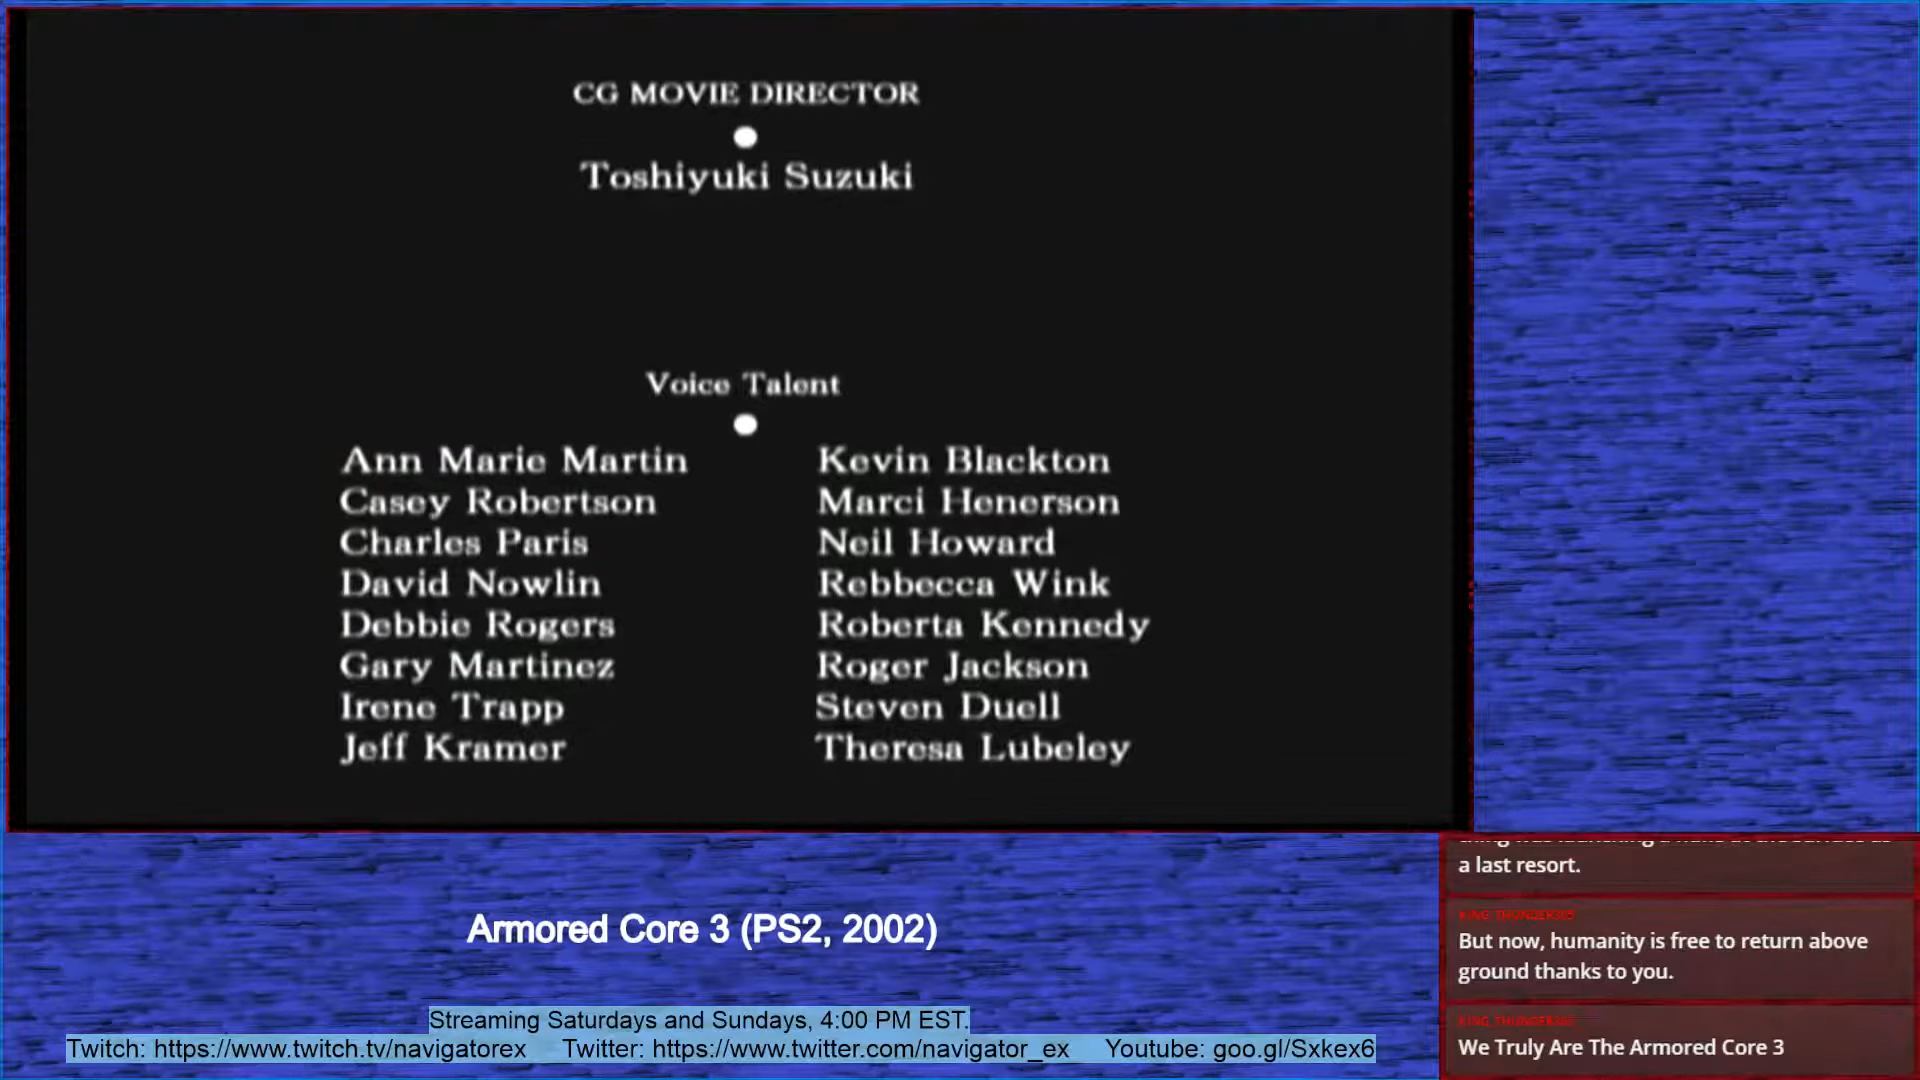 CG MOVIE DIRECTOR
Toshiyuki Suzuki
Voice Talent
Ann Marie Martin
Casey Robertson
Charles Paris
David Nowlin
Debbie Rogers
Gary Martinez
Irene Trapp
Jeff Kramer
Kevin Blackton
Marci Henerson
Neil Howard
Rebbecca Wink
Roberta Kennedy
Roger Jackson
Steven Duell
Theresa Lubeley
Armored Core 3 (PS2, 2002)
Streaming Saturdays and Sundays, 4:00 PM EST.
Twitch: https://www.twitch.tv/navigatorex Twitter: https://www.twitter.com/navigator_ex Youtube: goo.gl/Sxkex6
a last resort.
KING_THUNDER305
But now, humanity is free to return above
ground thanks to you.
KING_THUNDER305
We Truly Are The Armored Core 3